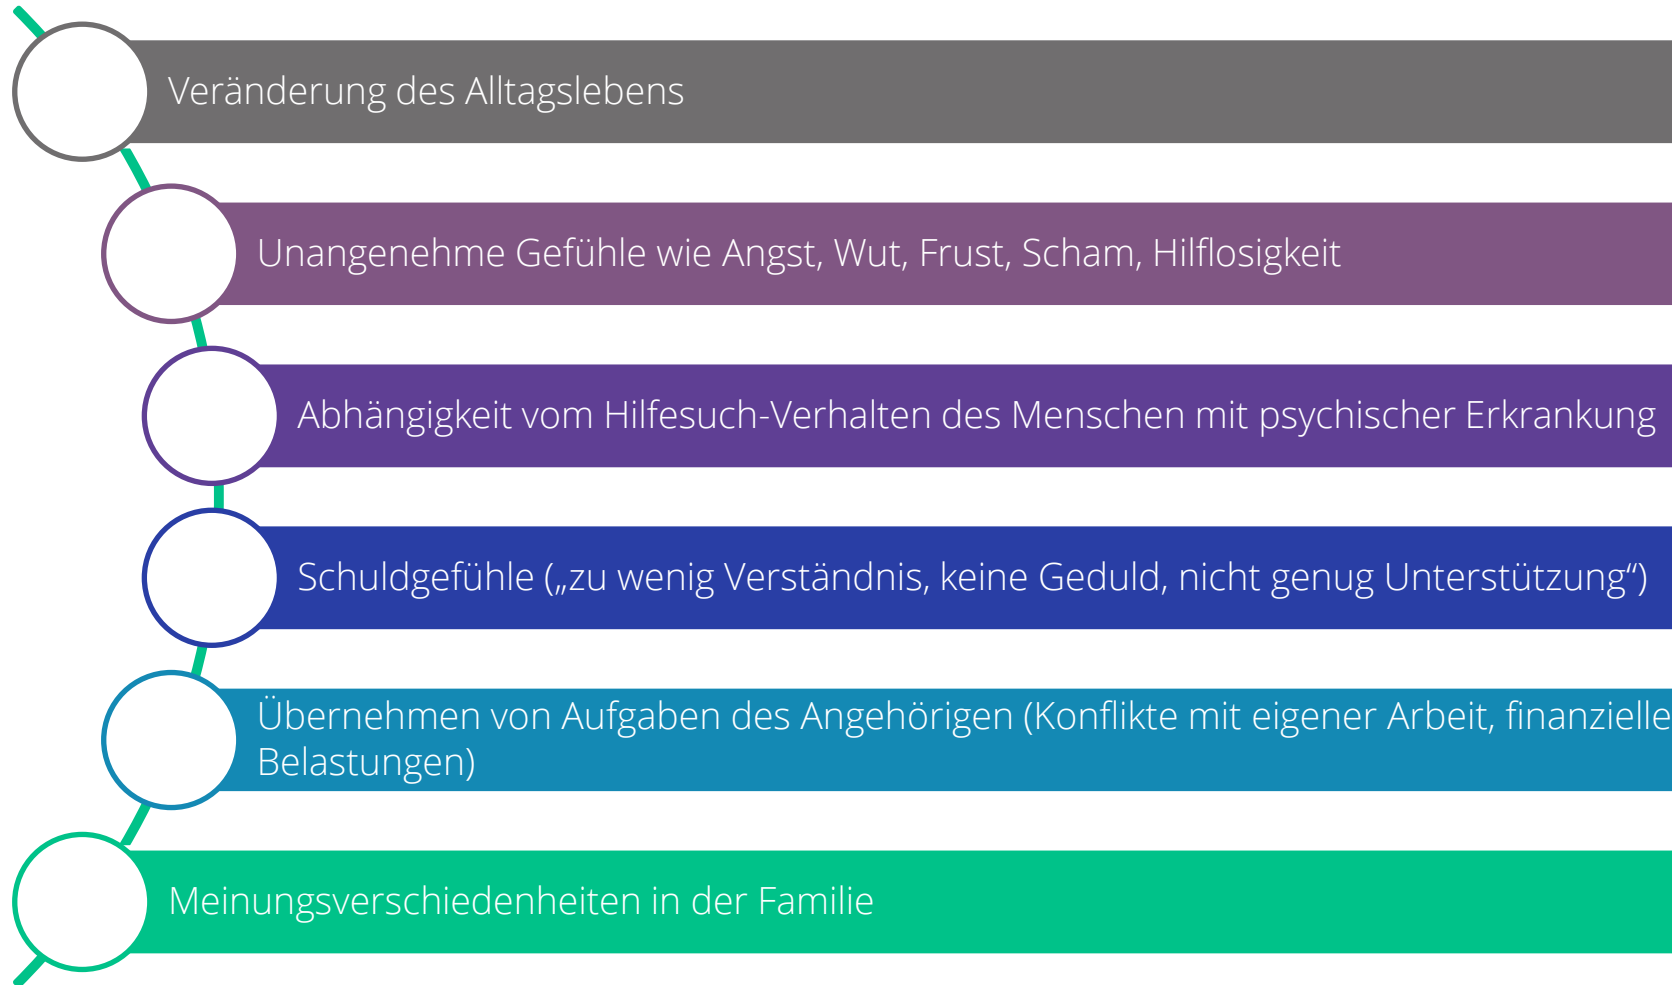 Veränderung des Alltagslebens
Unangenehme Gefühle wie Angst, Wut, Frust, Scham, Hilflosigkeit
Abhängigkeit vom Hilfesuch-Verhalten des Menschen mit psychischer Erkrankung
Schuldgefühle („zu wenig Verständnis, keine Geduld, nicht genug Unterstützung“)
Übernehmen von Aufgaben des Angehörigen (Konflikte mit eigener Arbeit, finanzielle
Belastungen)
Meinungsverschiedenheiten in der Familie